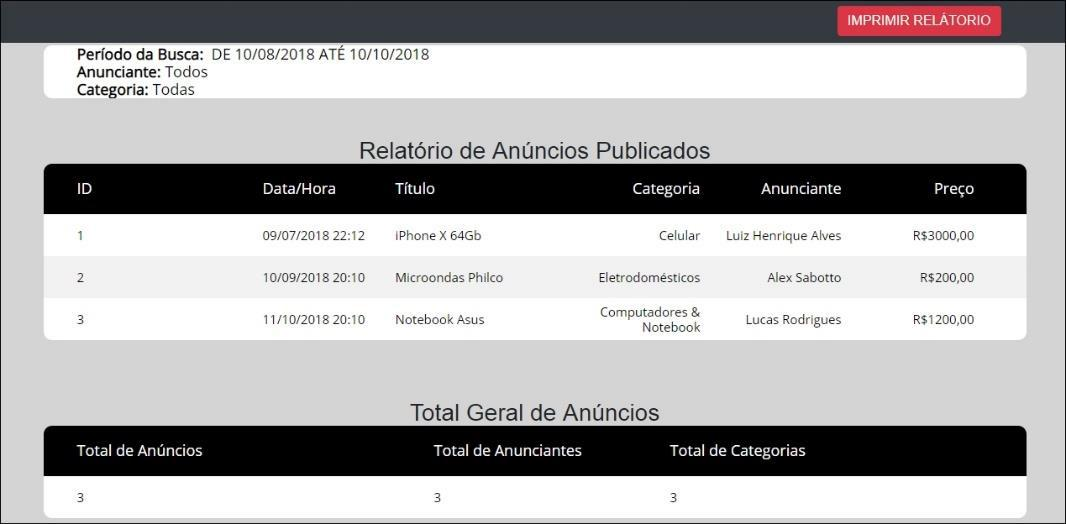 IMPRIMIR RELÁTORIO
Período da Busca: DE 10/08/2018 ATÉ 10/10/2018
Anunciante: Todos
Categoria: Todas
Relatório de Anúncios Publicados
ID Data/Hora Título Categoria Anunciante Preço
1 09/07/2018 22:12 iPhone X 64Gb Celular Luiz Henrique Alves R$3000,00
2 10/09/2018 20:10 Microondas Philco Eletrodomésticos Alex Sabotto R$200,00
3 11/10/2018 20:10 Notebook Asus Computadores & Notebook Lucas Rodrigues R$1200,00
Total Geral de Anúncios
Total de Anúncios Total de Anunciantes Total de Categorias
3 3 3